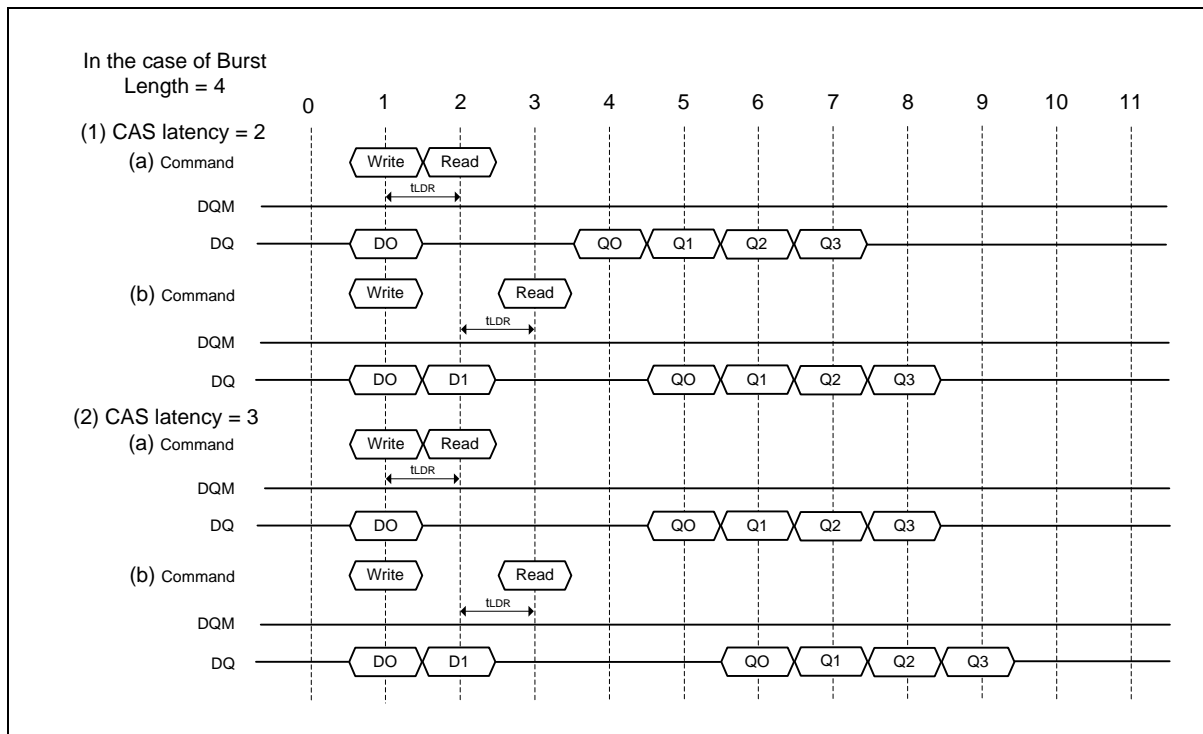 In the case of Burst
Length = 4
0 1 2 3 4 5 6 7 8 9 10 11
(1) CAS latency = 2
(a) Command Write Read
tLDR
DQM
DQ DO QO Q1 Q2 Q3
(b) Command Write Read
tLDR
DQM
DQ DO D1 QO Q1 Q2 Q3
(2) CAS latency = 3
(a) Command Write Read
tLDR
DQM
DQ DO QO Q1 Q2 Q3
(b) Command Write Read
tLDR
DQM
DQ DO D1 QO Q1 Q2 Q3